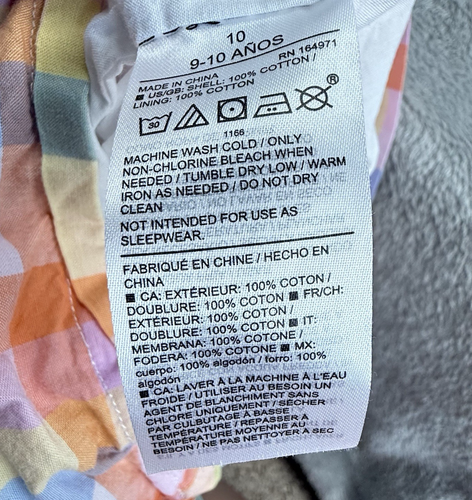 10
9-10 AÑOS
RN 164971
MADE IN CHINA
■ US/GB: SHELL: 100% COTTON /
LINING: 100% COTTON
30
®
1166
MACHINE WASH COLD / ONLY
NON-CHLORINE BLEACH WHEN
NEEDED / TUMBLE DRY LOW / WARM
IRON AS NEEDED / DO NOT DRY
CLEAN
NOT INTENDED FOR USE AS
SLEEPWEAR.
FABRIQUÉ EN CHINE / HECHO EN
CHINA
■ CA: EXTÉRIEUR: 100% COTON /
DOUBLURE: 100% COTON ■ FR/CH:
EXTÉRIEUR: 100% COTON /
DOUBLURE: 100% COTON ■ IT:
MEMBRANA: 100% COTONE /
FODERA: 100% COTONE ■ MX:
cuerpo: 100% algodón / forro: 100%
algodón
■ CA: LAVER À LA MACHINE À L'EAU
FROIDE / UTILISER AU BESOIN UN
AGENT DE BLANCHIMENT SANS
CHLORE UNIQUEMENT / SÉCHER
PAR CULBUTAGE À BASSE
TEMPÉRATURE / REPASSER À
TEMPÉRATURE MOYENNE AU
BESOIN / NE PAS NETTOYER À SEC